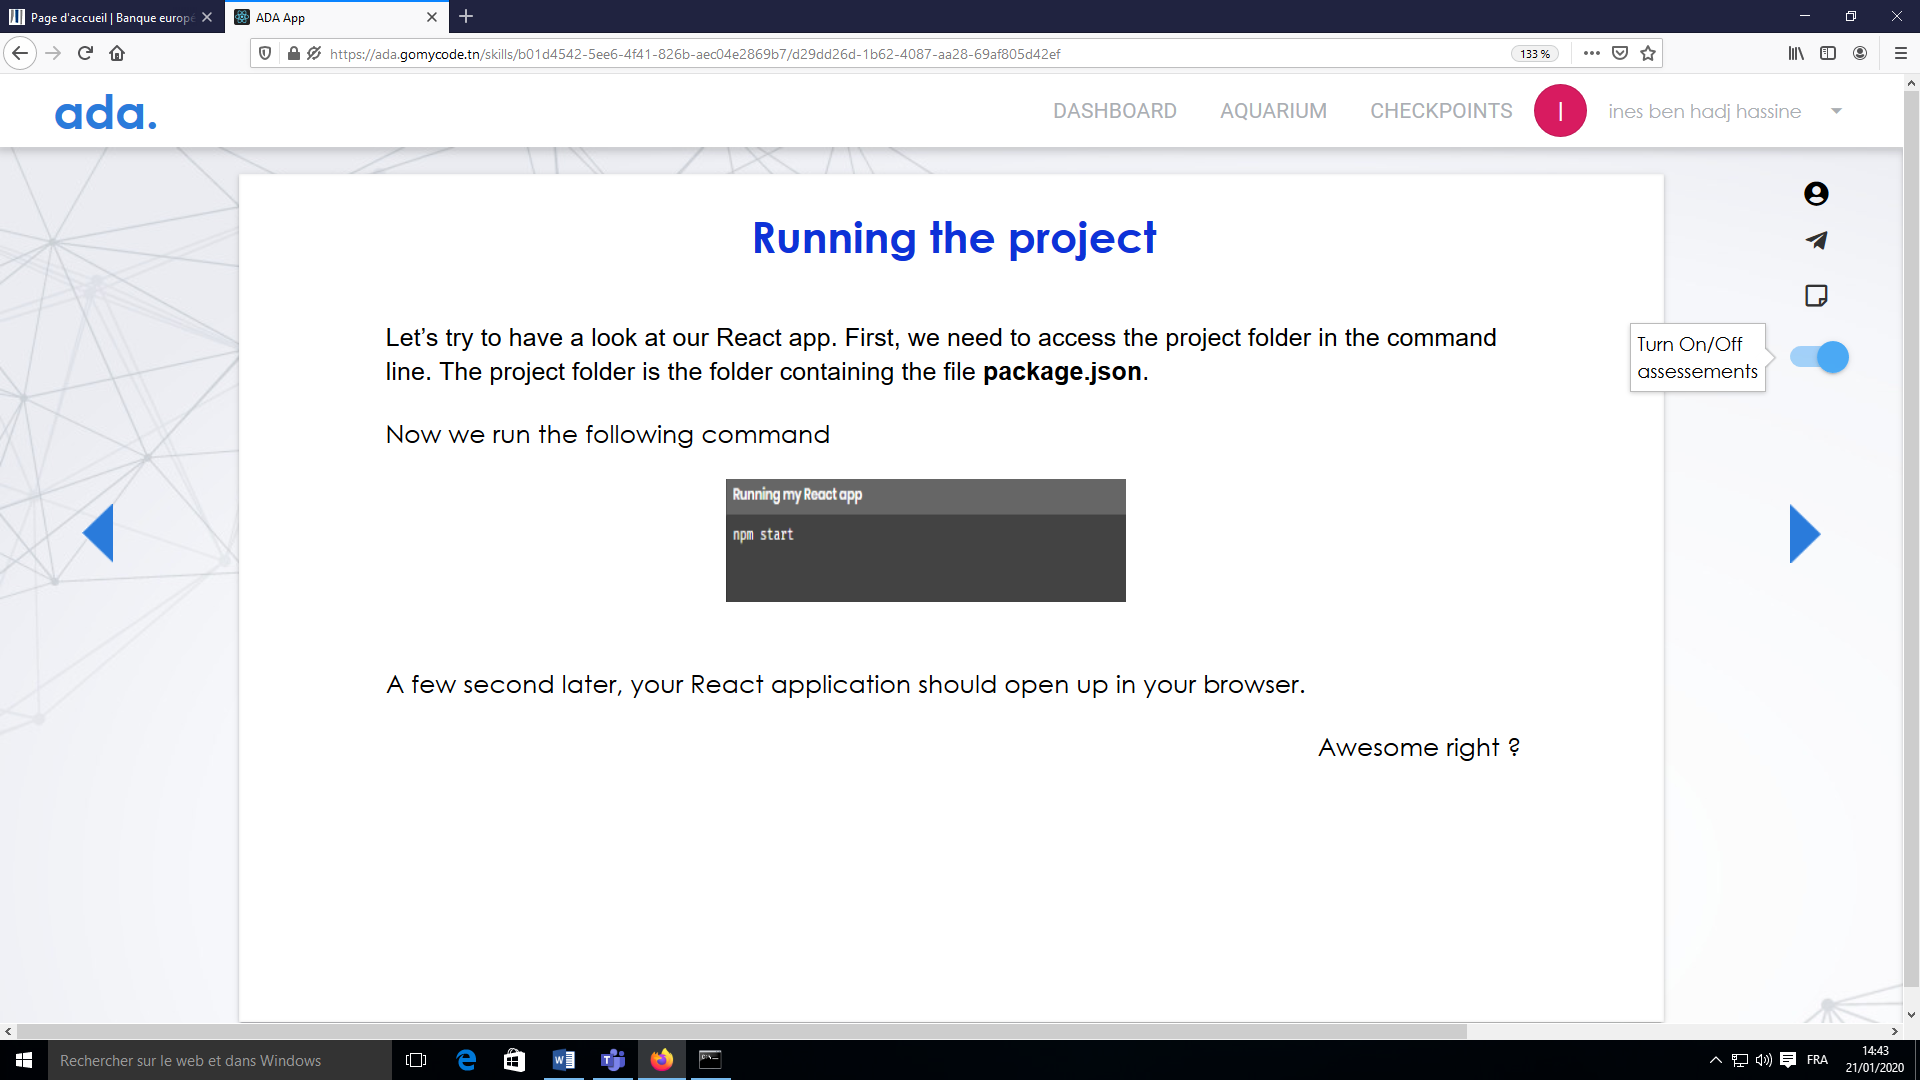 Page d'accueil | Banque europé
ADA App
https://ada.gomycode.tn/skills/b01d4542-5ee6-4f41-826b-aec04e2869b7/d29dd26d-1b62-4087-aa28-69af805d42ef
133 %
ada.
DASHBOARD
AQUARIUM
CHECKPOINTS
I
ines ben hadj hassine
Running the project
Let’s try to have a look at our React app. First, we need to access the project folder in the command
line. The project folder is the folder containing the file package.json.
Turn On/Off
assessements
Now we run the following command
Running my React app
npm start
A few second later, your React application should open up in your browser.
Awesome right ?
Rechercher sur le web et dans Windows
FRA
14:43
21/01/2020